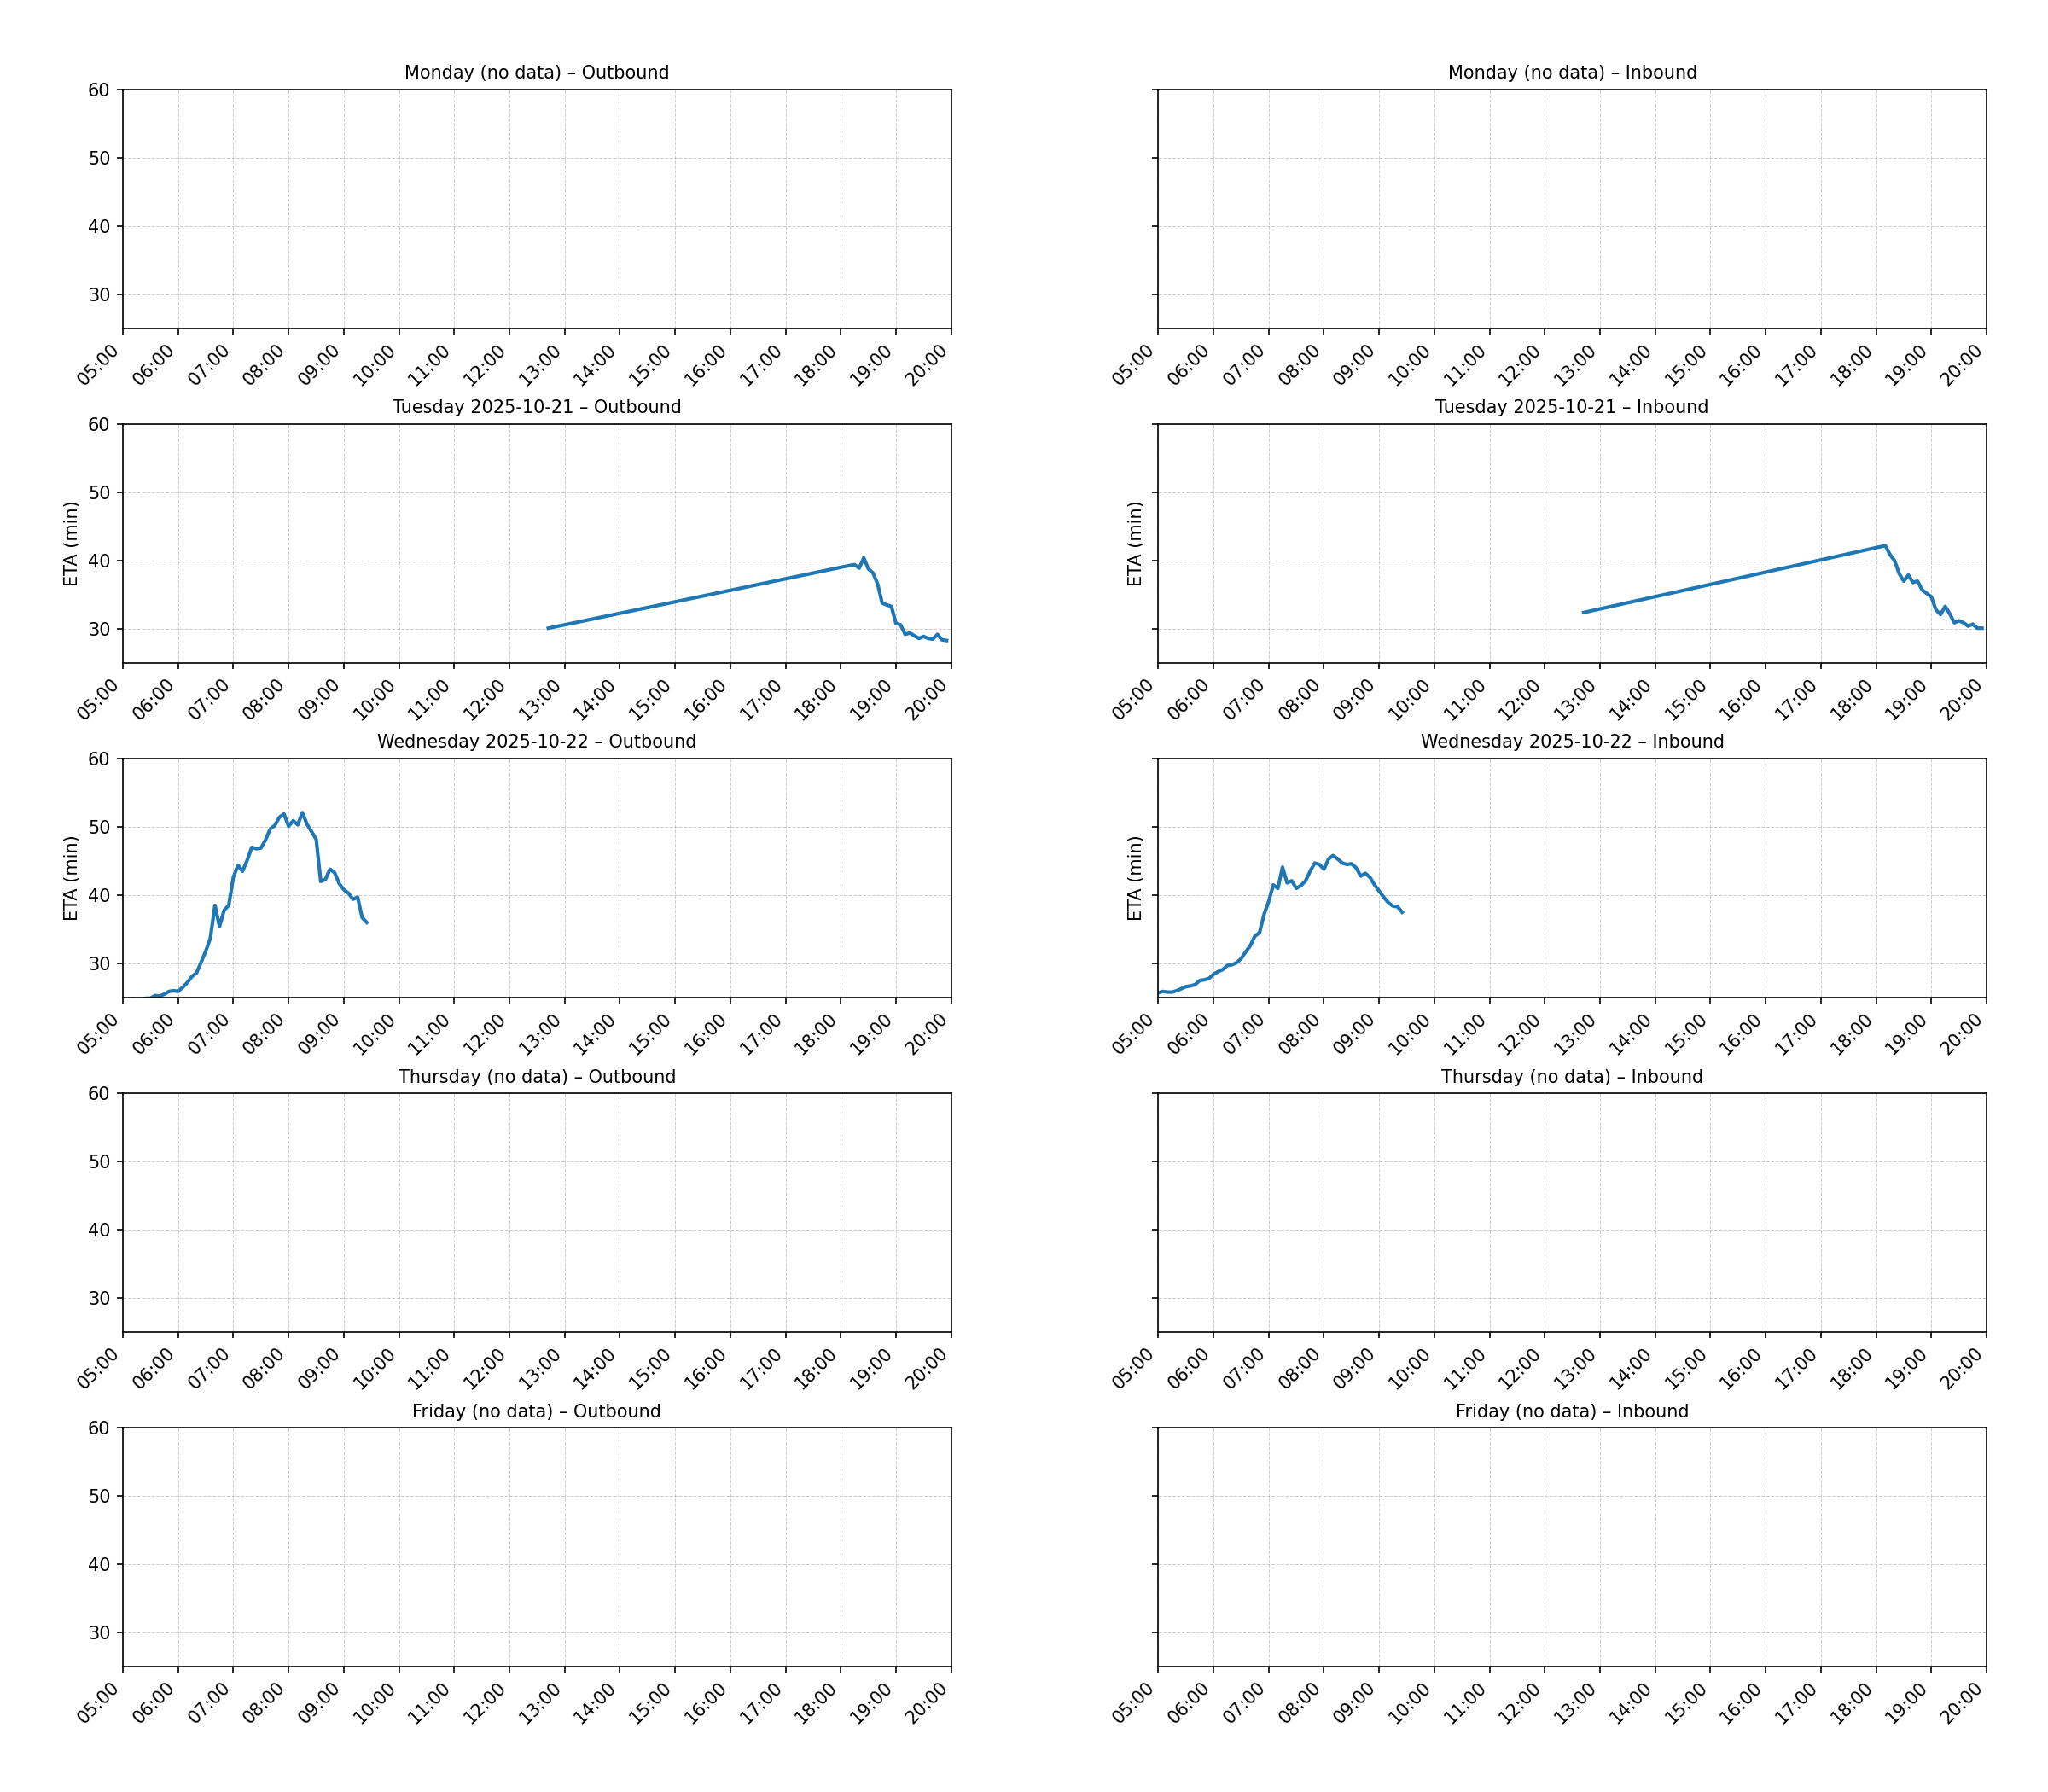 Monday (no data) – Outbound
60
50
40
30
05:00 06:00 07:00 08:00 09:00 10:00 11:00 12:00 13:00 14:00 15:00 16:00 17:00 18:00 19:00 20:00
Monday (no data) – Inbound
05:00 06:00 07:00 08:00 09:00 10:00 11:00 12:00 13:00 14:00 15:00 16:00 17:00 18:00 19:00 20:00
Tuesday 2025-10-21 – Outbound
ETA (min)
60
50
40
30
05:00 06:00 07:00 08:00 09:00 10:00 11:00 12:00 13:00 14:00 15:00 16:00 17:00 18:00 19:00 20:00
Tuesday 2025-10-21 – Inbound
ETA (min)
05:00 06:00 07:00 08:00 09:00 10:00 11:00 12:00 13:00 14:00 15:00 16:00 17:00 18:00 19:00 20:00
Wednesday 2025-10-22 – Outbound
ETA (min)
60
50
40
30
05:00 06:00 07:00 08:00 09:00 10:00 11:00 12:00 13:00 14:00 15:00 16:00 17:00 18:00 19:00 20:00
Wednesday 2025-10-22 – Inbound
ETA (min)
05:00 06:00 07:00 08:00 09:00 10:00 11:00 12:00 13:00 14:00 15:00 16:00 17:00 18:00 19:00 20:00
Thursday (no data) – Outbound
60
50
40
30
05:00 06:00 07:00 08:00 09:00 10:00 11:00 12:00 13:00 14:00 15:00 16:00 17:00 18:00 19:00 20:00
Thursday (no data) – Inbound
05:00 06:00 07:00 08:00 09:00 10:00 11:00 12:00 13:00 14:00 15:00 16:00 17:00 18:00 19:00 20:00
Friday (no data) – Outbound
60
50
40
30
05:00 06:00 07:00 08:00 09:00 10:00 11:00 12:00 13:00 14:00 15:00 16:00 17:00 18:00 19:00 20:00
Friday (no data) – Inbound
05:00 06:00 07:00 08:00 09:00 10:00 11:00 12:00 13:00 14:00 15:00 16:00 17:00 18:00 19:00 20:00